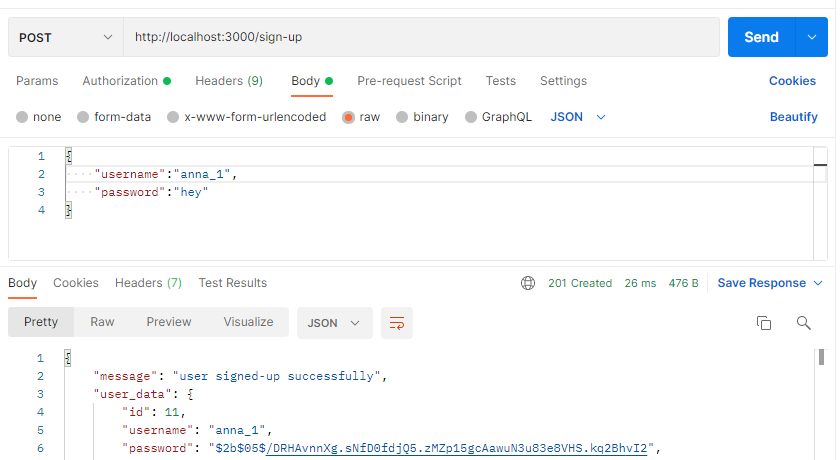 POST http://localhost:3000/sign-up Send
Params Authorization Headers (9) Body Pre-request Script Tests Settings Cookies
none form-data x-www-form-urlencoded raw binary GraphQL JSON Beautify
1 {
2 "username":"anna_1",
3 "password":"hey"
4 }
Body Cookies Headers (7) Test Results 201 Created 26 ms 476 B Save Response
Pretty Raw Preview Visualize JSON
1 {
2 "message": "user signed-up successfully",
3 "user_data": {
4 "id": 11,
5 "username": "anna_1",
6 "password": "$2b$05$/DRHAvnnXg.sNfD0fdjQ5.zMZp15gcAawuN3u83e8VHS.kq2BhvI2",